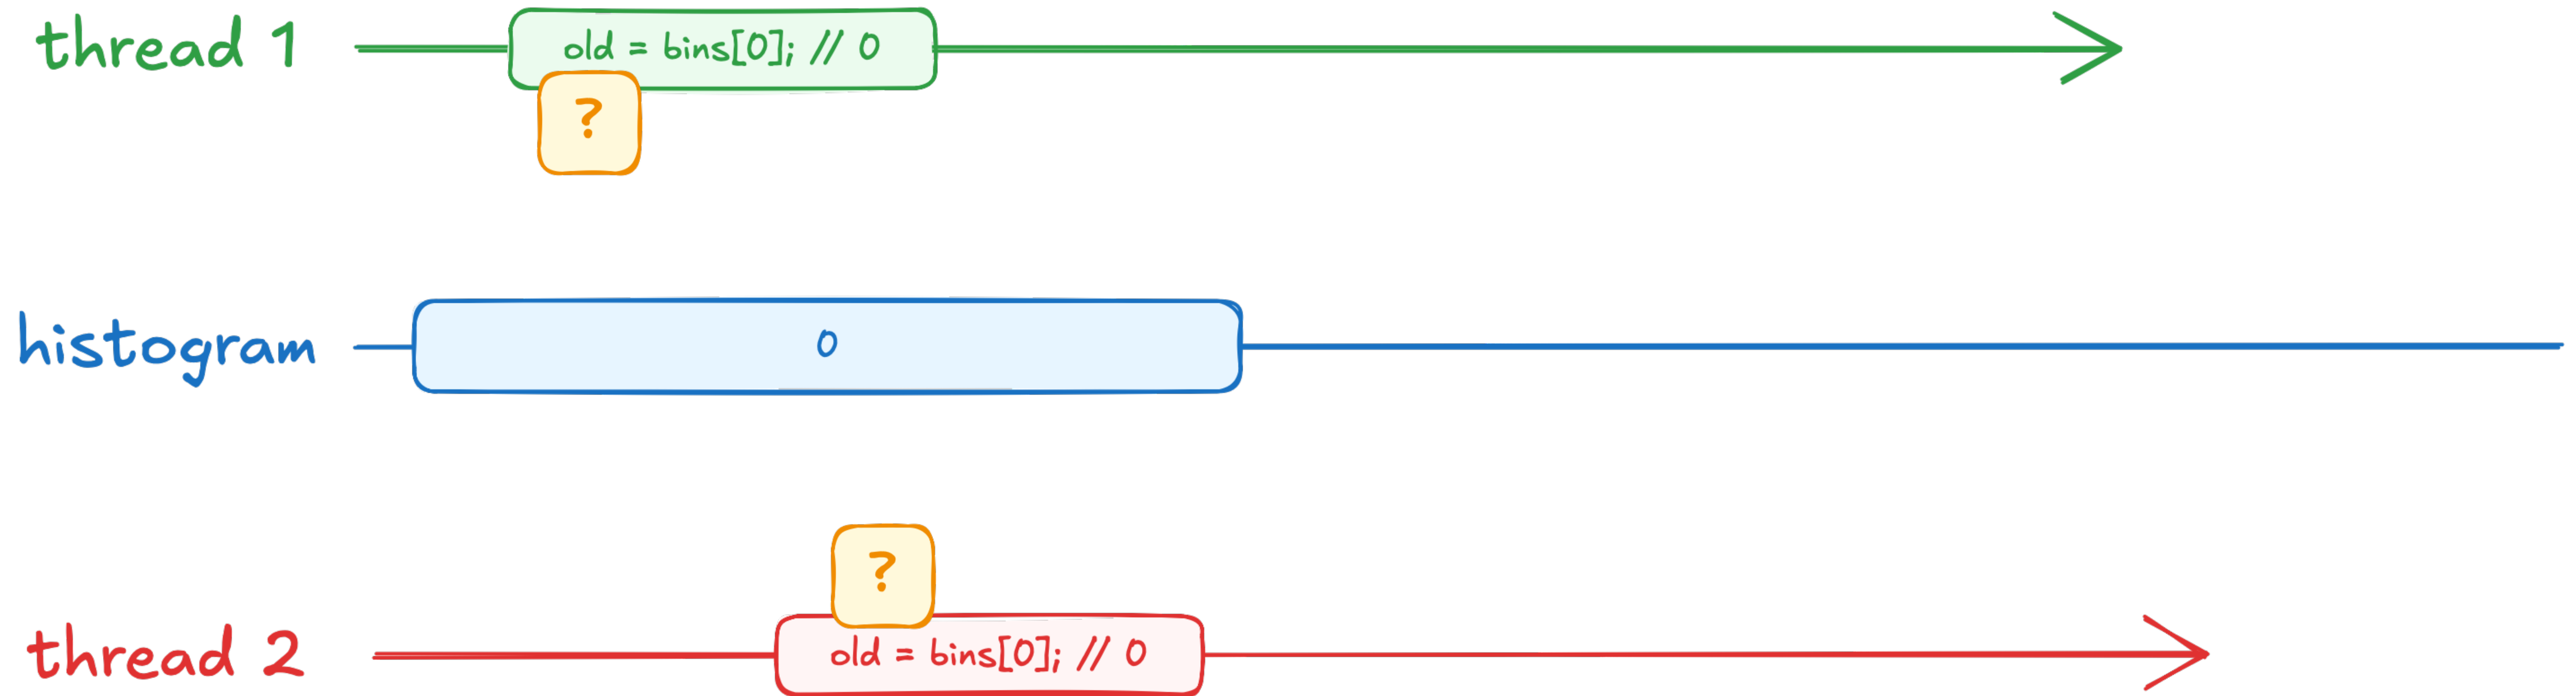 thread 1
old = bins[0]; // 0
?
histogram
0
?
thread 2
old = bins[0]; // 0